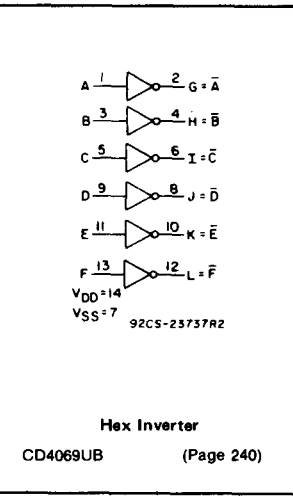 A 1 2 G = A̅
B 3 4 H = B̅
C 5 6 I = C̅
D 9 8 J = D̅
E 11 10 K = E̅
F 13 12 L = F̅
VDD = 14
VSS = 7
92CS-23737R2
Hex Inverter
CD4069UB (Page 240)